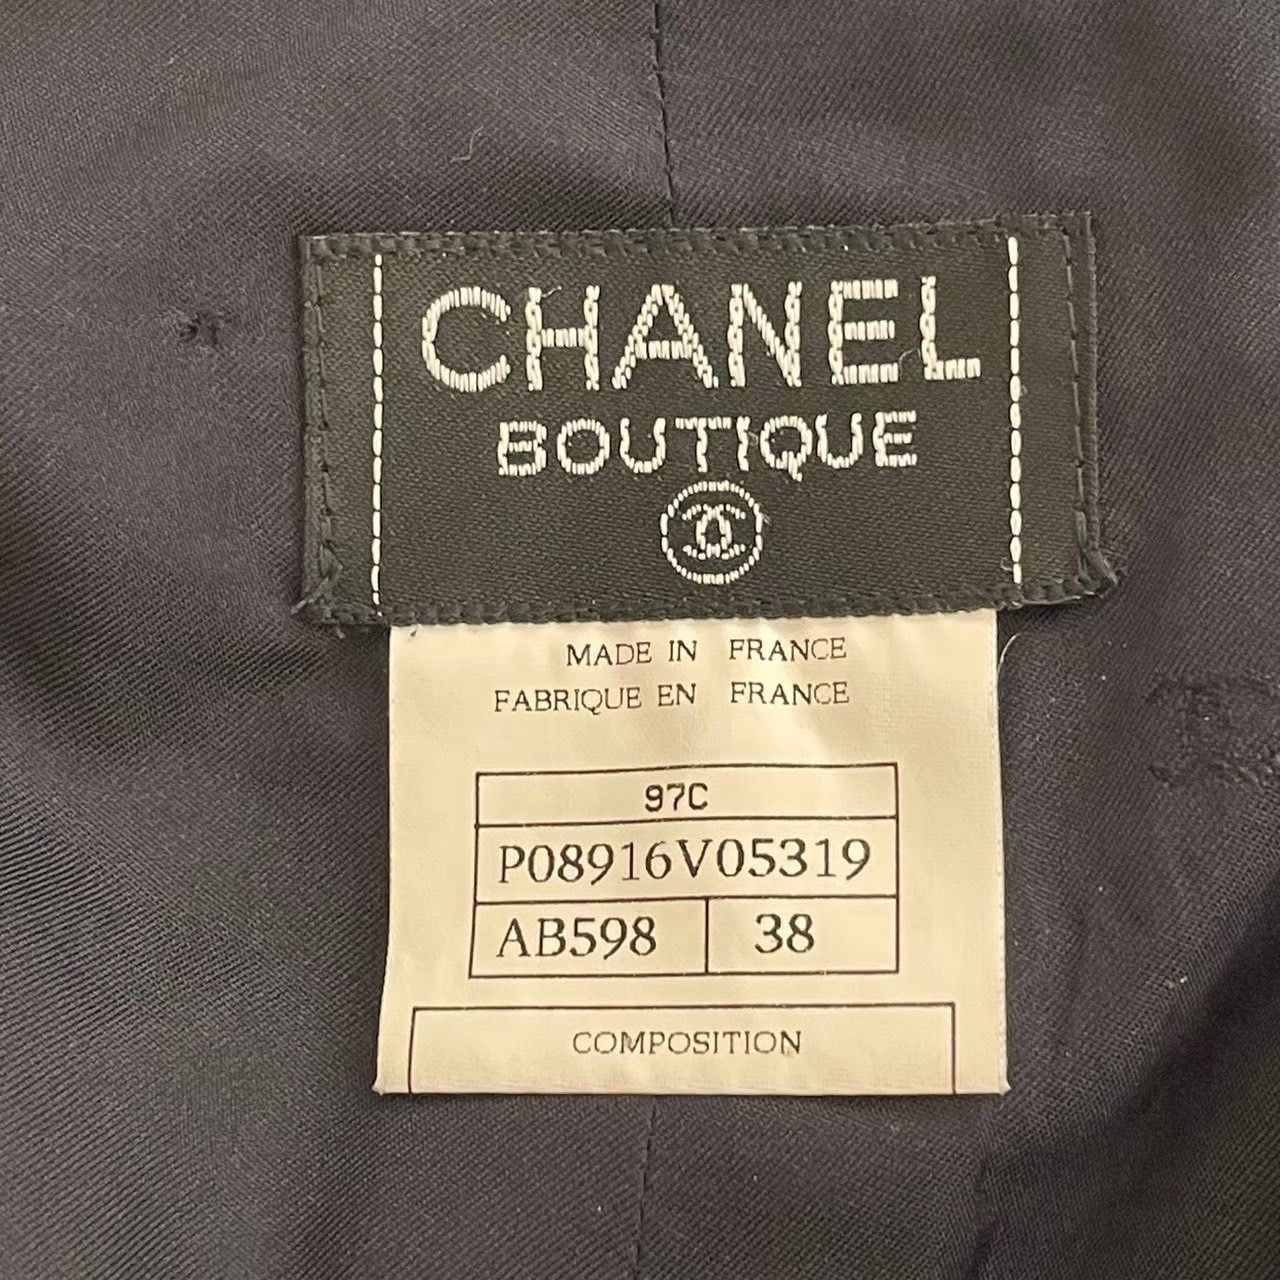 CHANEL
BOUTIQUE
MADE IN FRANCE
FABRIQUE EN FRANCE
97C
P08916V05319
AB598 38
COMPOSITION